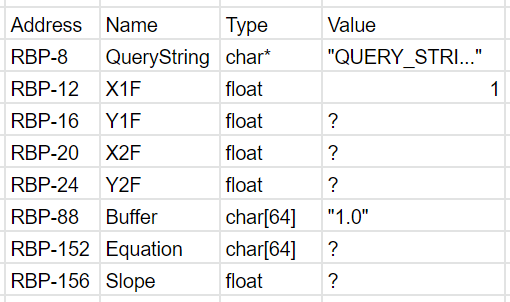 Address Name Type Value
RBP-8 QueryString char* "QUERY_STRI..."
RBP-12 X1F float 1
RBP-16 Y1F float ?
RBP-20 X2F float ?
RBP-24 Y2F float ?
RBP-88 Buffer char[64] "1.0"
RBP-152 Equation char[64] ?
RBP-156 Slope float ?